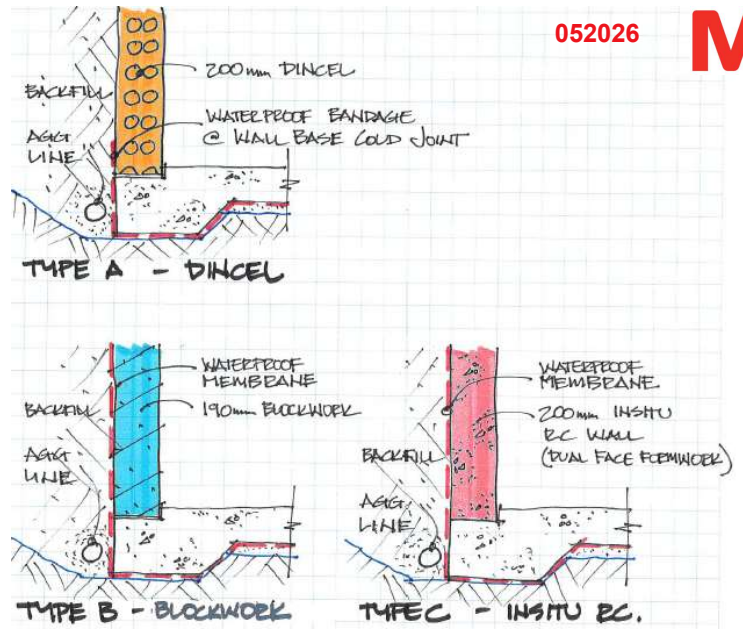 052026
M
200mm DINCEL
BACKFILL
WATERPROOF BANDAGE
@ WALL BASE COLD JOINT
AGG
LINE
TYPE A - DINCEL
WATERPROOF
MEMBRANE
190mm BLOCKWORK
BACKFILL
AGG
LINE
TYPE B - BLOCKWORK
WATERPROOF
MEMBRANE
200mm INSITU
RC WALL
(DUAL FACE FORMWORK)
BACKFILL
AGG
LINE
TYPE C - INSITU RC.